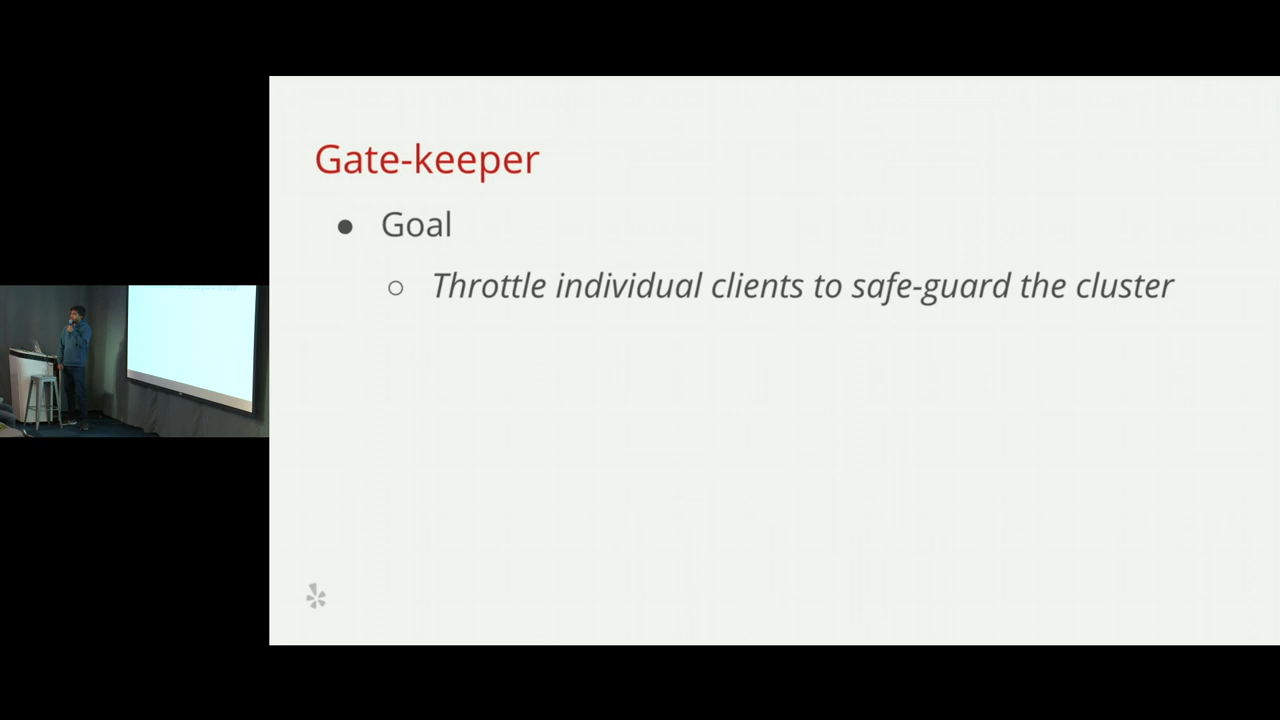 Gate-keeper
● Goal
○ Throttle individual clients to safe-guard the cluster